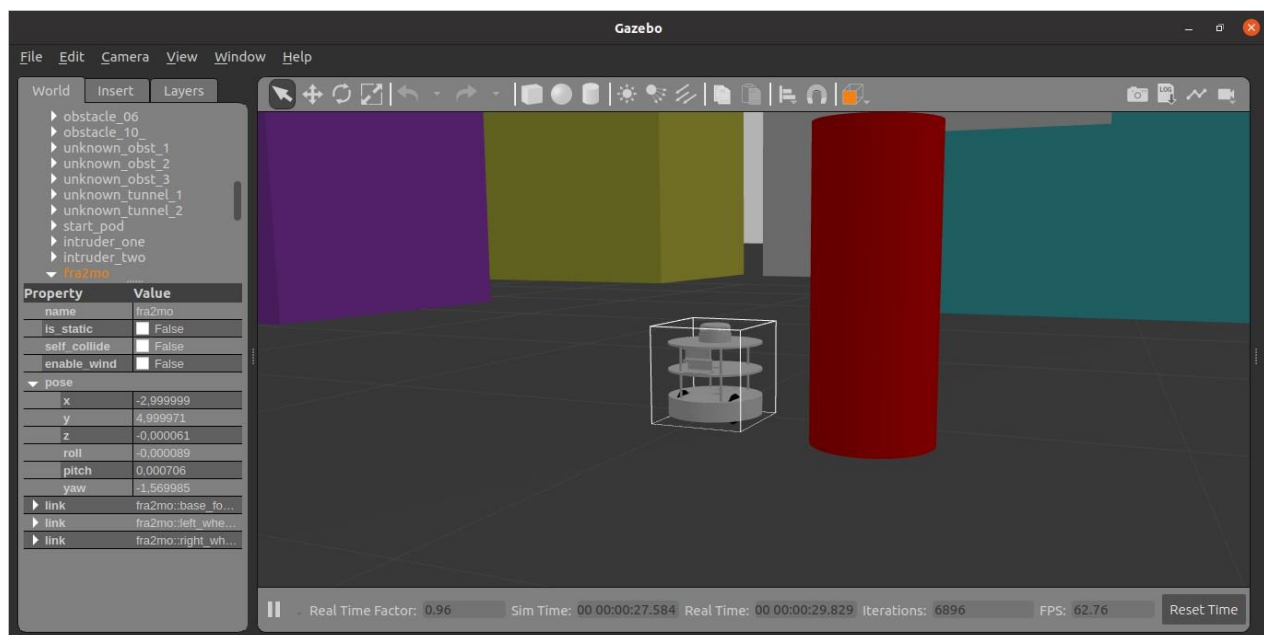 Gazebo
File Edit Camera View Window Help
World Insert Layers
obstacle_06
obstacle_10_
unknown_obst_1
unknown_obst_2
unknown_obst_3
unknown_tunnel_1
unknown_tunnel_2
start_pod
intruder_one
intruder_two
fra2mo
Property Value
name fra2mo
is_static False
self_collide False
enable_wind False
pose
x -2,999999
y 4,999971
z -0,000061
roll -0,000089
pitch 0,000706
yaw -1,569985
link fra2mo::base_fo...
link fra2mo::left_whe...
link fra2mo::right_wh...
LOG
Real Time Factor: 0.96 Sim Time: 00 00:00:27.584 Real Time: 00 00:00:29.829 Iterations: 6896 FPS: 62.76 Reset Time